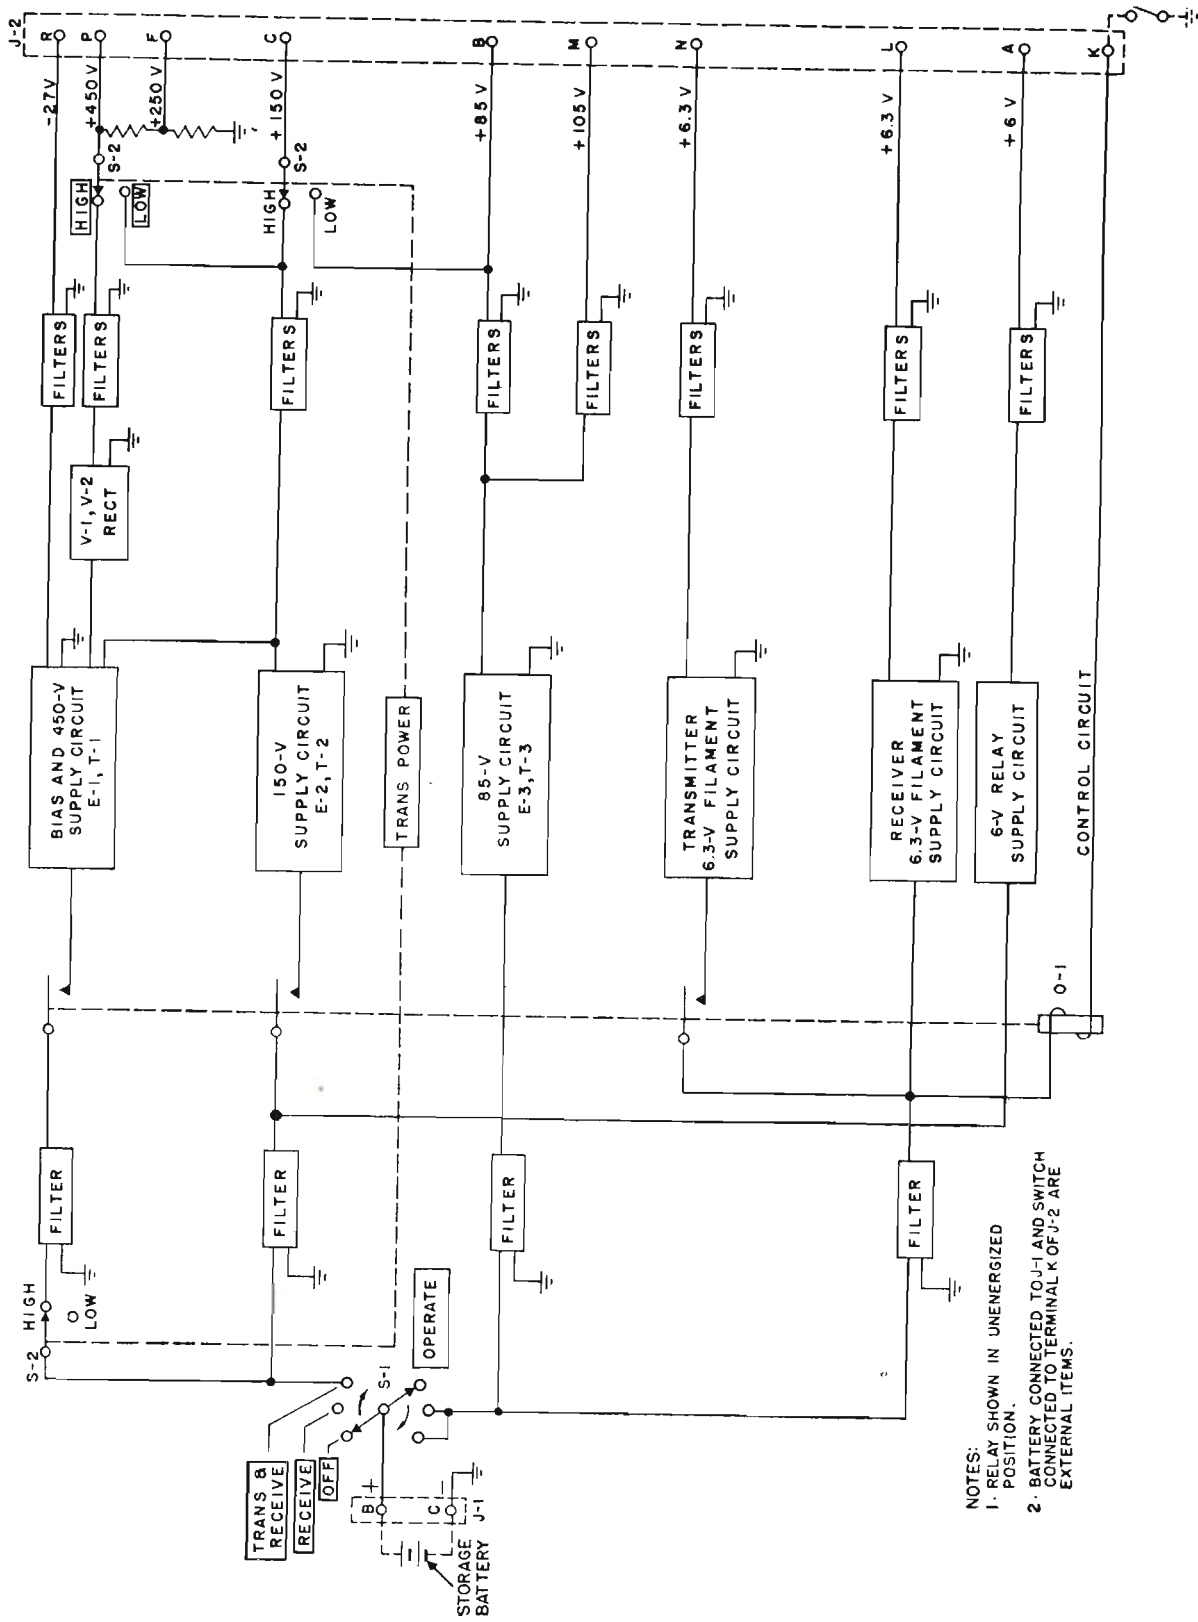 J-2
R
P
F
C
B
M
N
L
A
K
-27V
+450V
+250V
+150V
+85V
+105V
+6.3V
+6.3V
+6V
S-2
S-2
HIGH
LOW
HIGH
LOW
FILTERS
FILTERS
FILTERS
FILTERS
FILTERS
FILTERS
FILTERS
FILTERS
V-1, V-2
RECT
BIAS AND 450-V
SUPPLY CIRCUIT
E-1, T-1
150-V
SUPPLY CIRCUIT
E-2, T-2
TRANS POWER
85-V
SUPPLY CIRCUIT
E-3, T-3
TRANSMITTER
6.3-V FILAMENT
SUPPLY CIRCUIT
RECEIVER
6.3-V FILAMENT
SUPPLY CIRCUIT
6-V RELAY
SUPPLY CIRCUIT
CONTROL CIRCUIT
O-1
FILTER
FILTER
FILTER
FILTER
S-2
HIGH
LOW
S-1
OPERATE
TRANS &
RECEIVE
RECEIVE
OFF
B
+
C
-
J-1
STORAGE
BATTERY
NOTES:
1. RELAY SHOWN IN UNENERGIZED
POSITION.
2. BATTERY CONNECTED TO J-1 AND SWITCH
CONNECTED TO TERMINAL K OF J-2 ARE
EXTERNAL ITEMS.